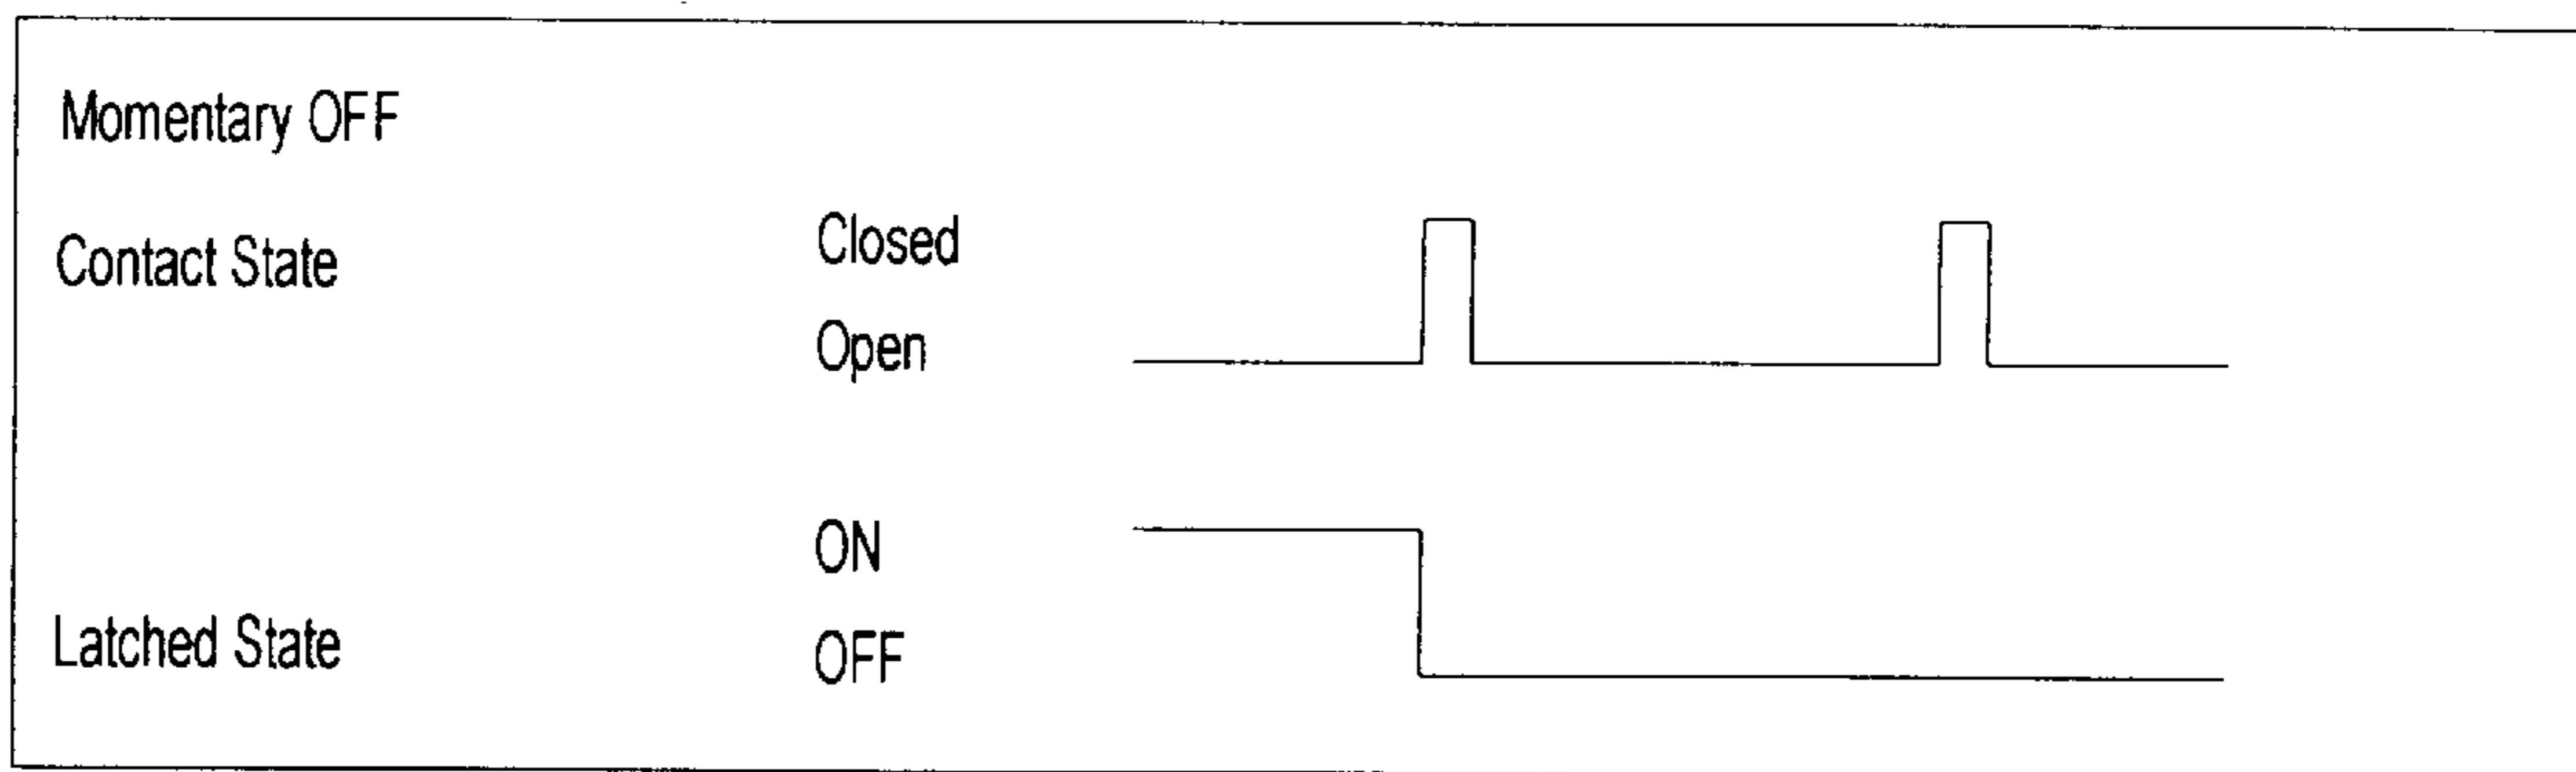 Momentary OFF
Contact State
Closed
Open
ON
Latched State
OFF